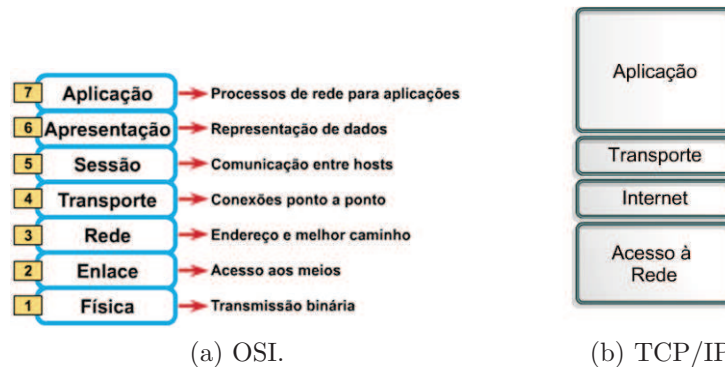 7 Aplicação Processos de rede para aplicações
6 Apresentação Representação de dados
5 Sessão Comunicação entre hosts
4 Transporte Conexões ponto a ponto
3 Rede Endereço e melhor caminho
2 Enlace Acesso aos meios
1 Física Transmissão binária
(a) OSI.
Aplicação
Transporte
Internet
Acesso à
Rede
(b) TCP/IP